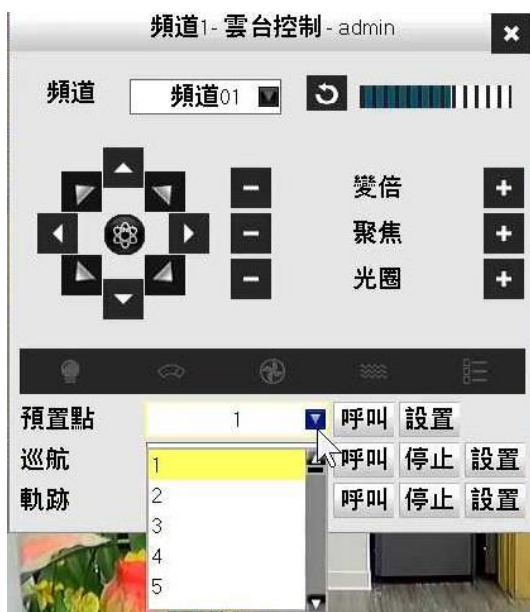 頻道1- 雲台控制 - admin
頻道 頻道01
變倍
聚焦
光圈
預置點 1 呼叫 設置
巡航 呼叫 停止 設置
軌跡 呼叫 停止 設置
1
2
3
4
5